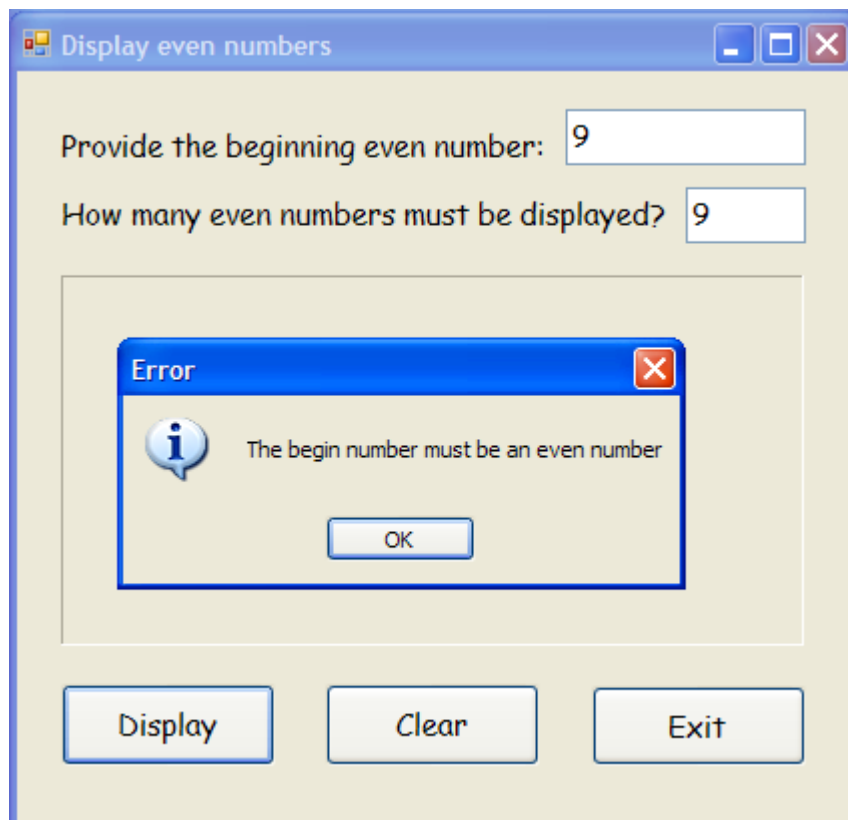 Display even numbers
Provide the beginning even number: 9
How many even numbers must be displayed? 9
Error
The begin number must be an even number
OK
Display Clear Exit